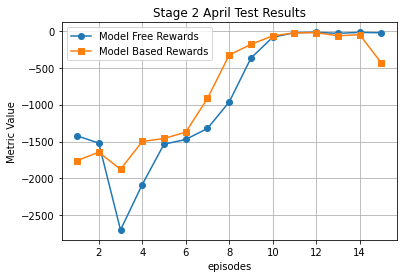 Stage 2 April Test Results
Model Free Rewards
Model Based Rewards
0
−500
−1000
−1500
−2000
−2500
Metric Value
2 4 6 8 10 12 14
episodes